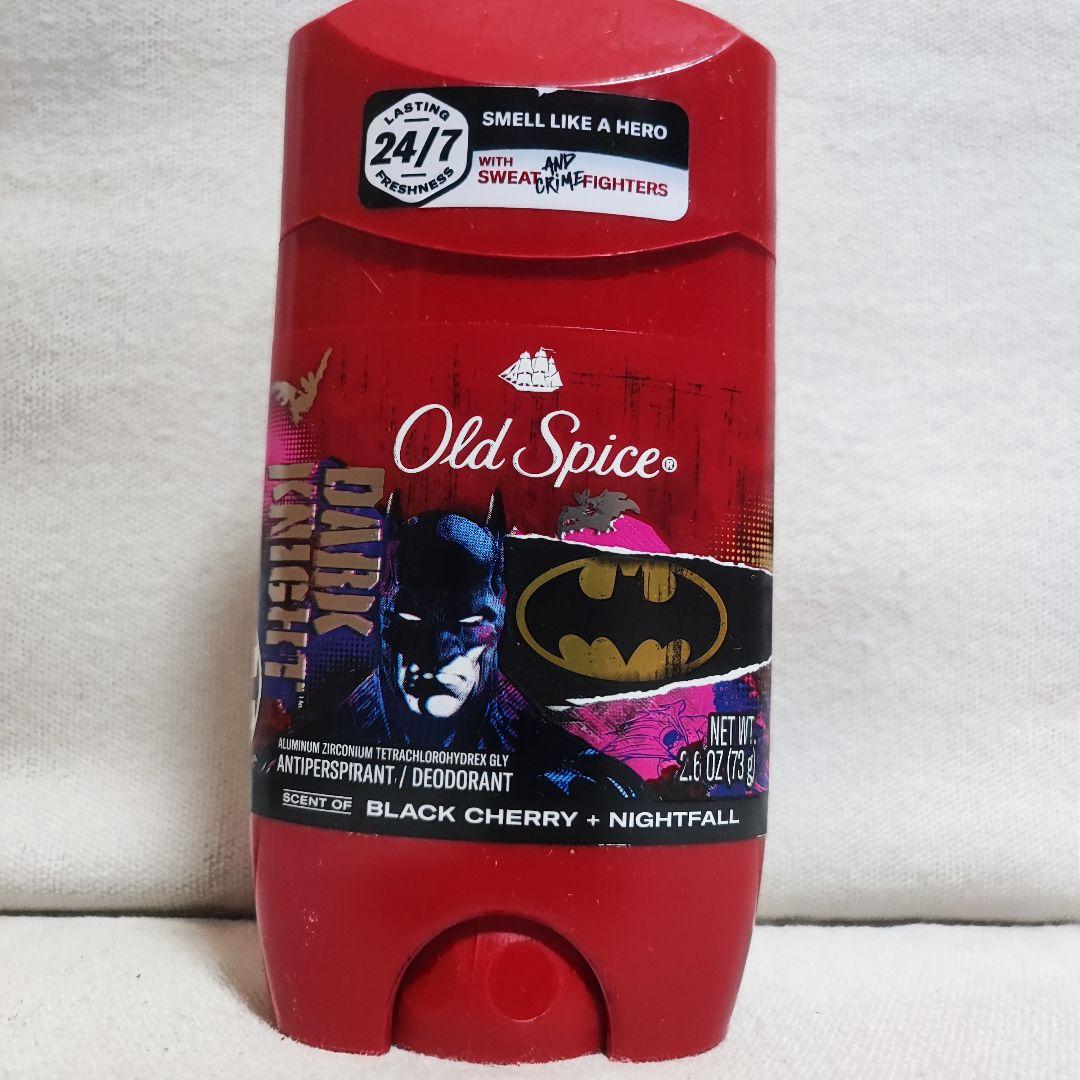 LASTING
24/7
FRESHNESS
SMELL LIKE A HERO
WITH
SWEAT AND CRIME FIGHTERS
Old Spice®
DARK
KNIGHT™
ALUMINUM ZIRCONIUM TETRACHLOROHYDREX GLY
ANTIPERSPIRANT / DEODORANT
NET WT.
2.6 OZ (73 g)
SCENT OF BLACK CHERRY + NIGHTFALL